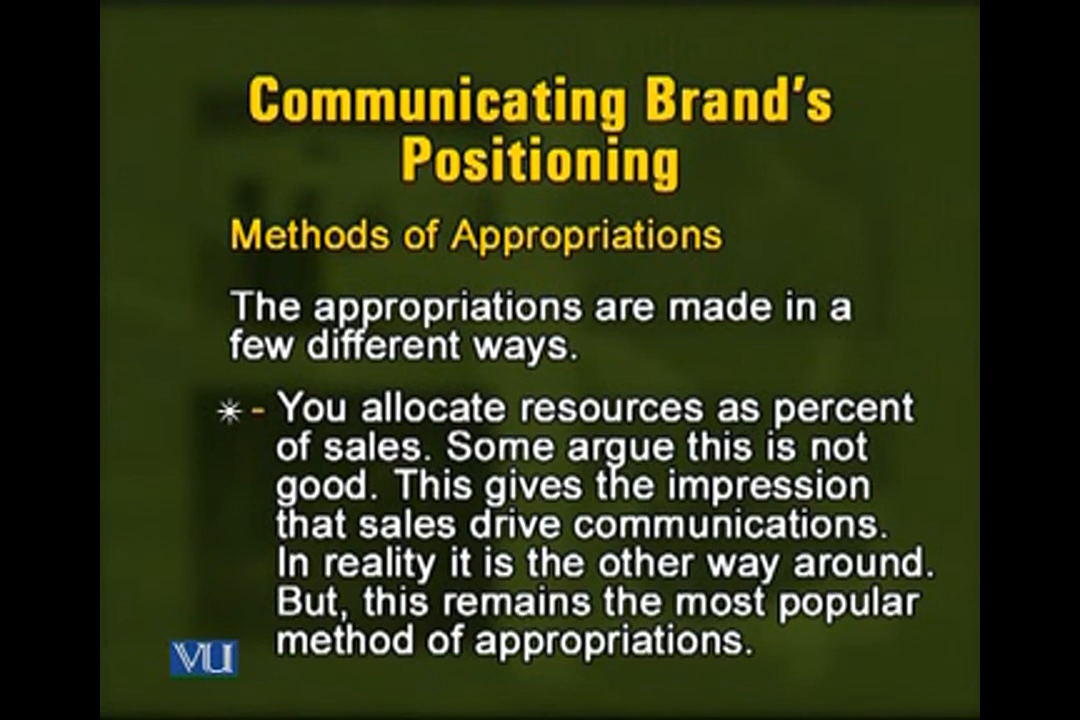 Communicating Brand's
Positioning
Methods of Appropriations
The appropriations are made in a
few different ways.
- You allocate resources as percent
of sales. Some argue this is not
good. This gives the impression
that sales drive communications.
In reality it is the other way around.
But, this remains the most popular
method of appropriations.
VU